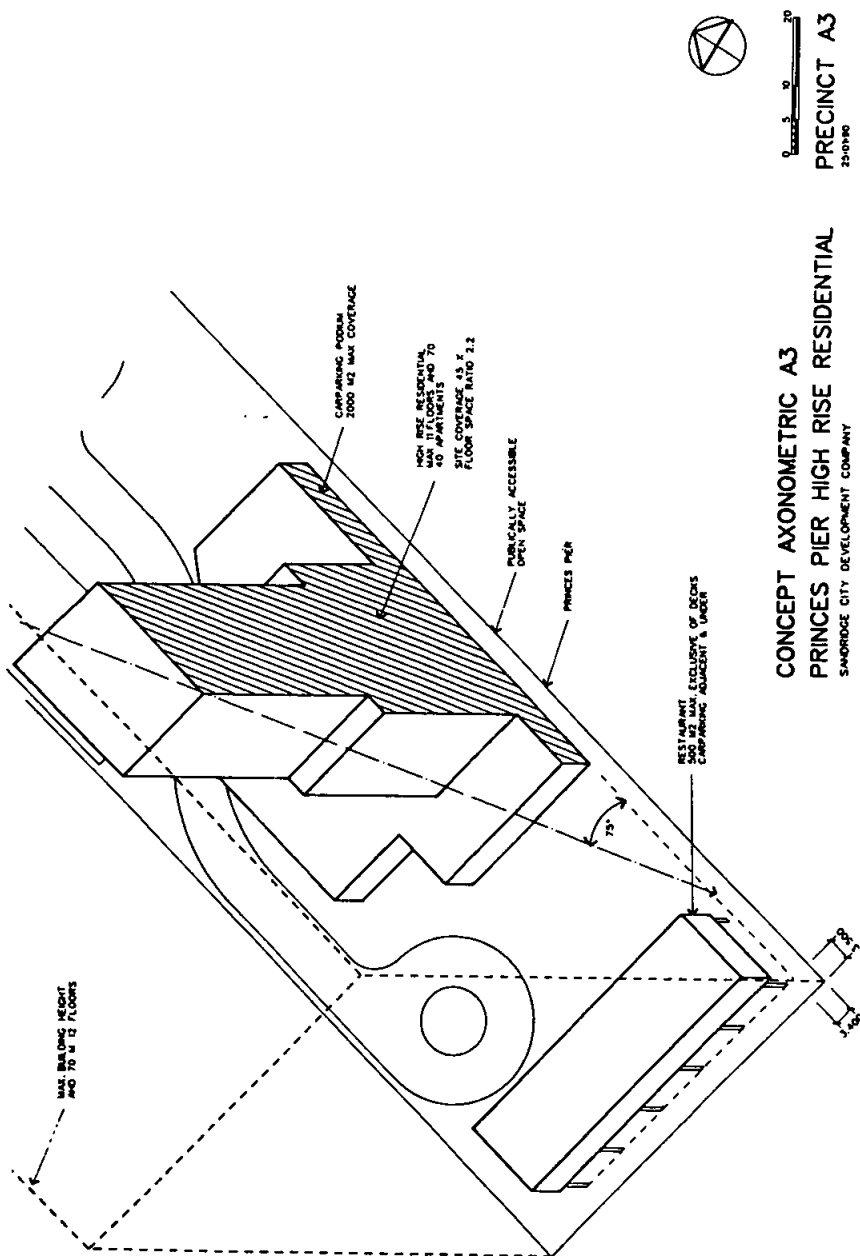 MAX. BUILDING HEIGHT
AHD 70 M 12 FLOORS
CARPARKING PODIUM
2000 M2 MAX COVERAGE
HIGH RISE RESIDENTIAL
MAX 11 FLOORS AHD 70
40 APARTMENTS
SITE COVERAGE 45 %
FLOOR SPACE RATIO 2.2
PUBLICALLY ACCESSIBLE
OPEN SPACE
PRINCES PIER
RESTAURANT
500 M2 MAX. EXCLUSIVE OF DECKS
CARPARKING ADJACENT & UNDER
75°
3.400
CONCEPT AXONOMETRIC A3
PRINCES PIER HIGH RISE RESIDENTIAL
SANDRIDGE CITY DEVELOPMENT COMPANY
0 5 10 20
PRECINCT A3